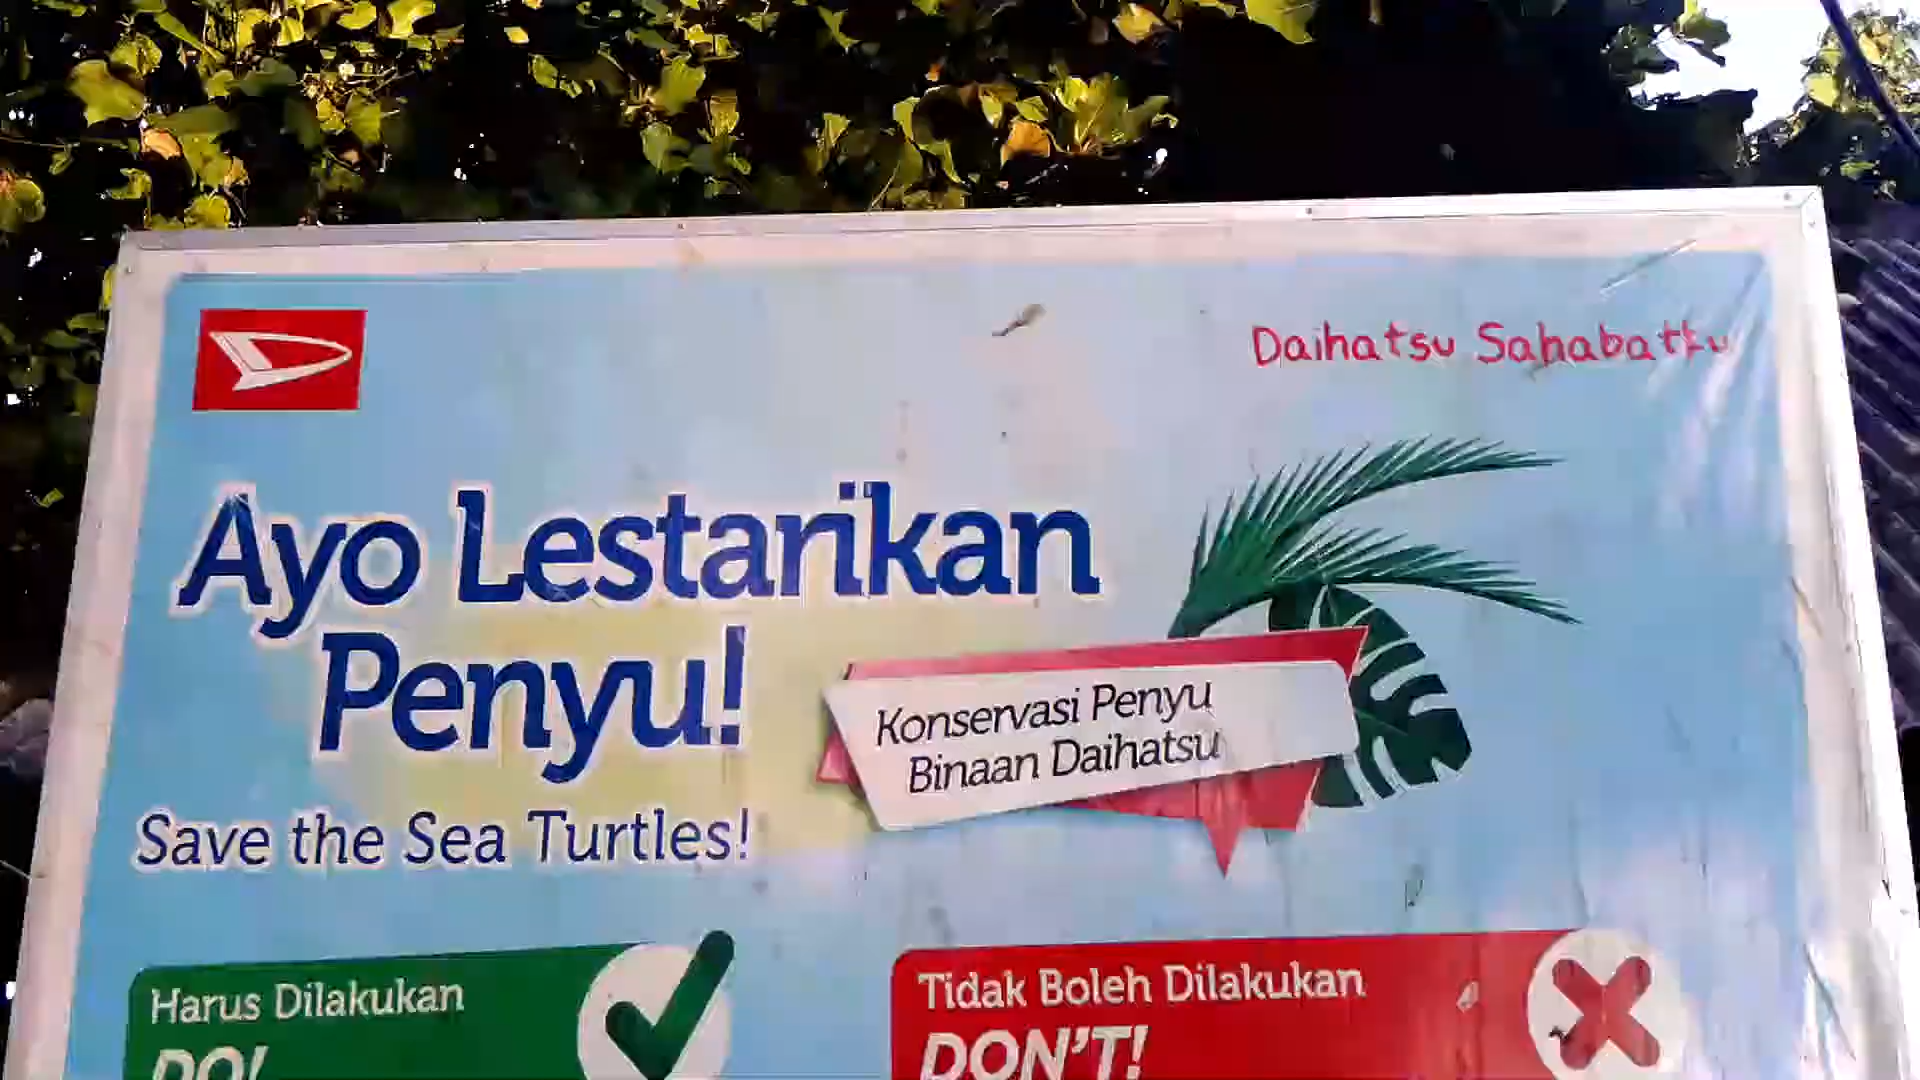 Daihatsu Sahabatku
Ayo Lestarikan
Penyu!
Save the Sea Turtles!
Konservasi Penyu
Binaan Daihatsu
Harus Dilakukan
DO!
Tidak Boleh Dilakukan
DON'T!